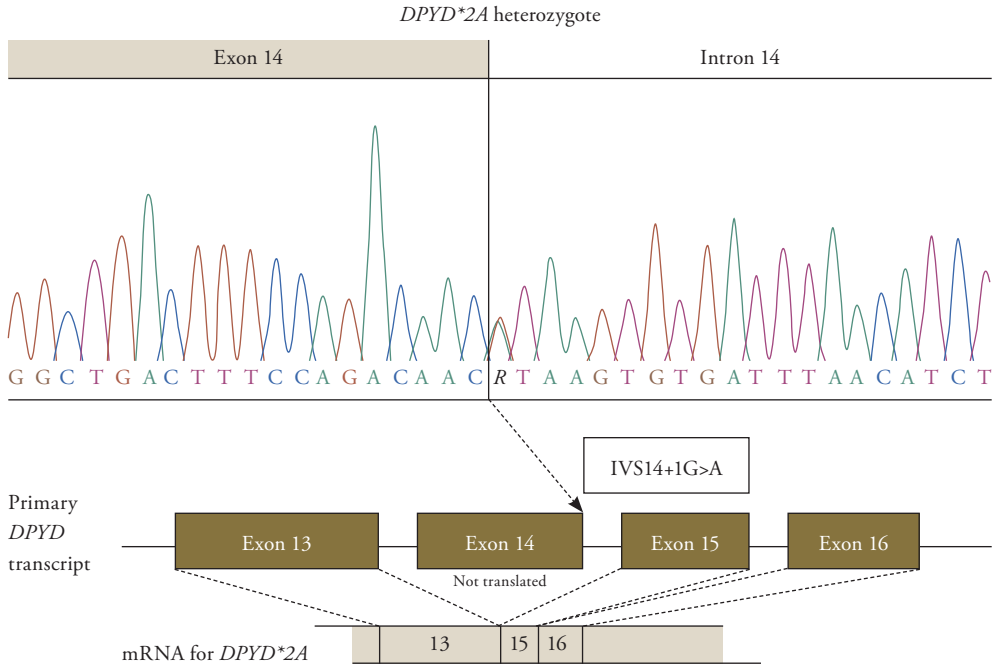 DPYD*2A heterozygote
Exon 14 Intron 14
G G C T G A C T T T C C A G A C A A C R T A A G T G T G A T T T A A C A T C T
IVS14+1G>A
Primary
DPYD
transcript
Exon 13 Exon 14 Exon 15 Exon 16
Not translated
13 15 16
mRNA for DPYD*2A